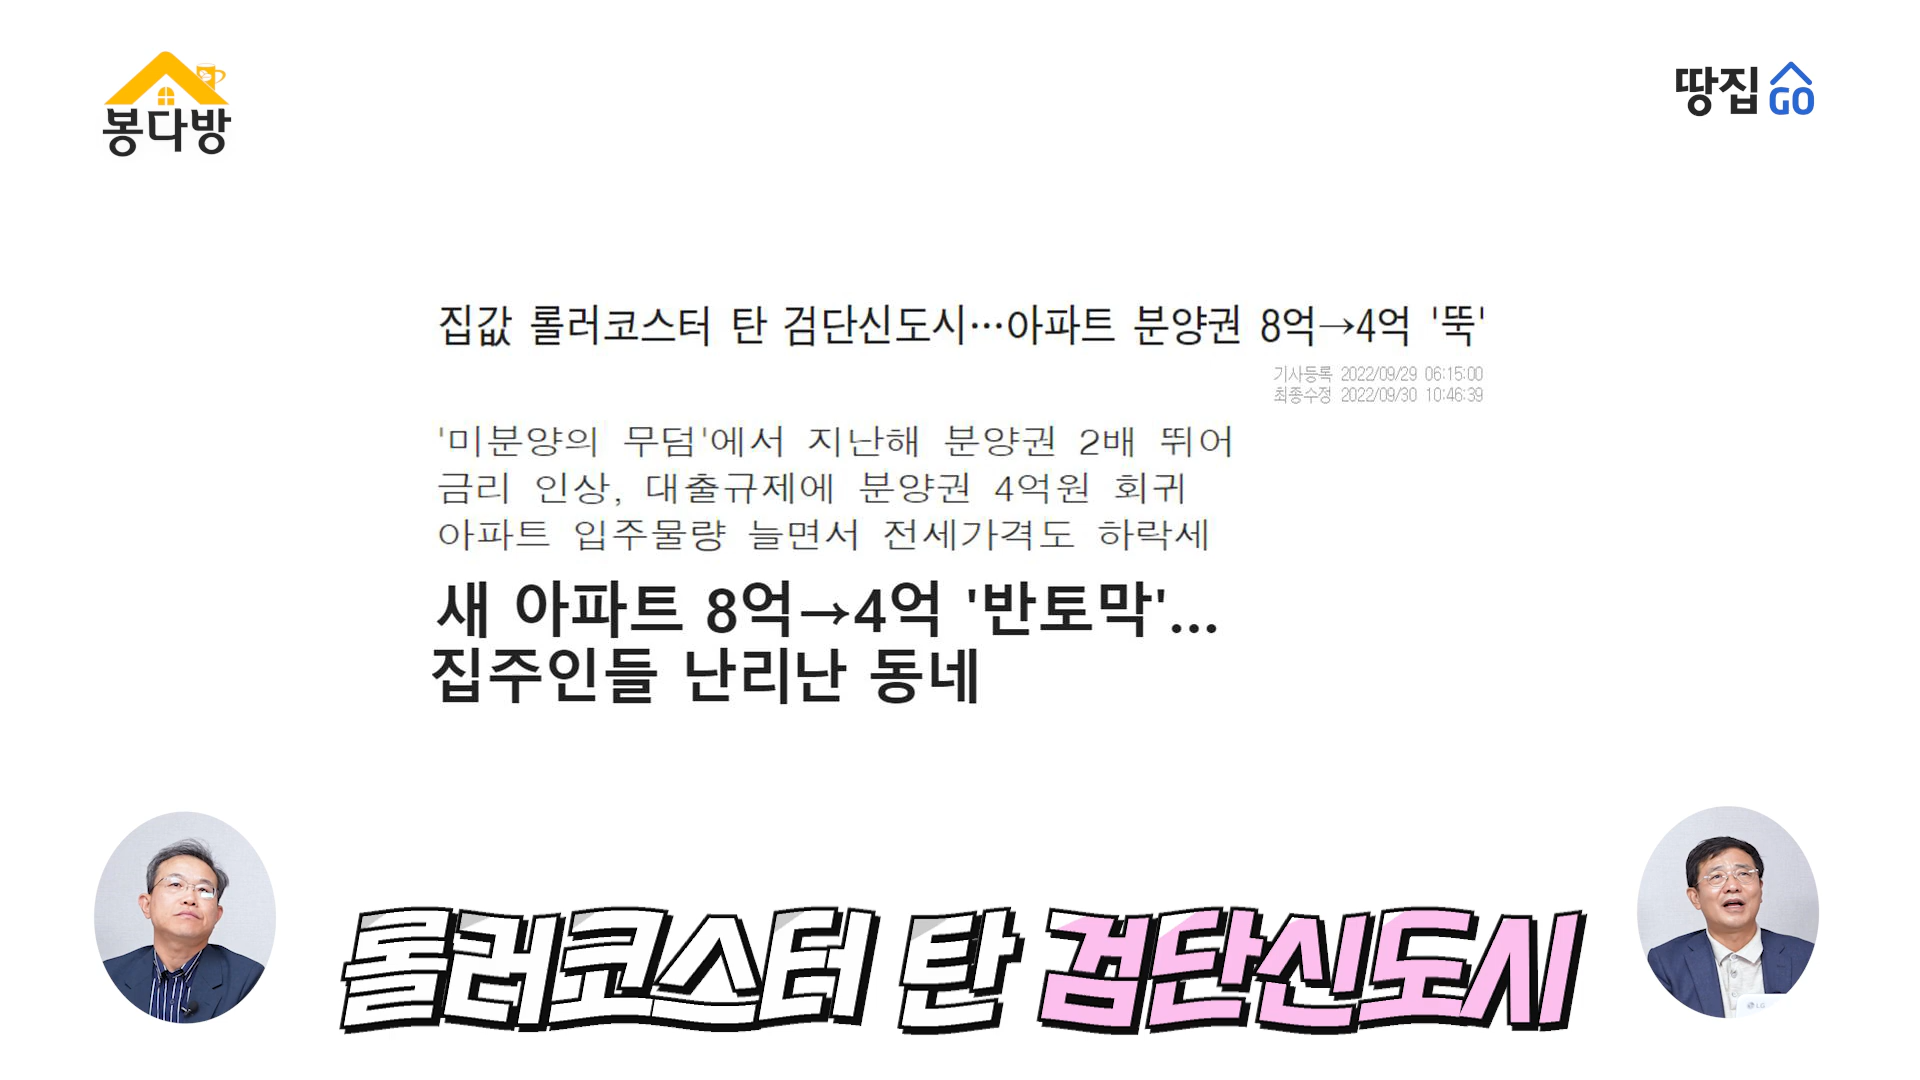 봉다방
땅집GO
집값 롤러코스터 탄 검단신도시…아파트 분양권 8억→4억 '뚝'
기사등록 2022/09/29 06:15:00
최종수정 2022/09/30 10:46:39
'미분양의 무덤'에서 지난해 분양권 2배 뛰어
금리 인상, 대출규제에 분양권 4억원 회귀
아파트 입주물량 늘면서 전세가격도 하락세
새 아파트 8억→4억 '반토막'...
집주인들 난리난 동네
롤러코스터 탄 검단신도시
LG